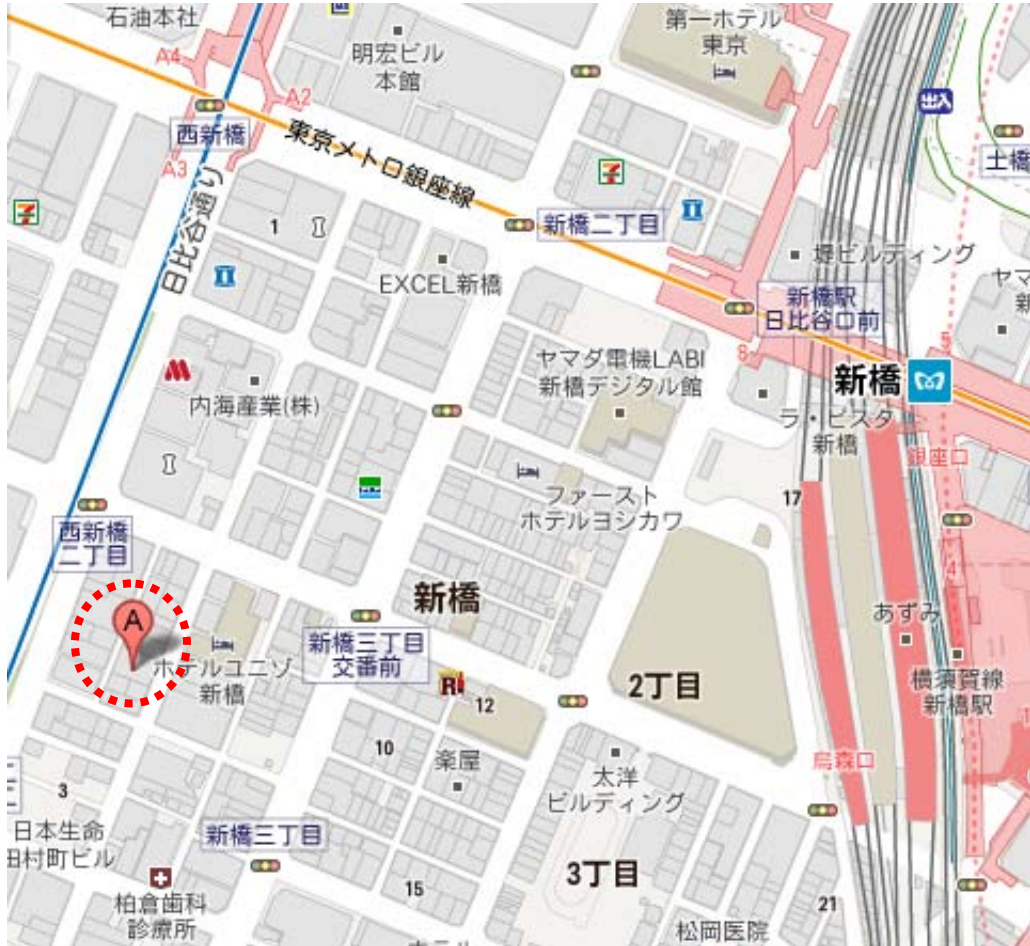 石油本社
明宏ビル
本館
第一ホテル
東京
A4
A2
西新橋
A3
出入
土橋
東京メトロ銀座線
日比谷通り
7
7
1
新橋二丁目
EXCEL新橋
堀ビルディング
ヤマ
新
新橋駅
日比谷口前
8
5
ヤマダ電機LABI
新橋デジタル館
新橋
ラ・ビスタ
新橋
内海産業(株)
銀座口
17
ファースト
ホテルヨシカワ
西新橋
二丁目
4
新橋
A
あずみ
新橋三丁目
交番前
ホテルユニゾ
新橋
2丁目
横須賀線
新橋駅
12
10
楽屋
太洋
ビルディング
烏森口
3
新橋三丁目
日本生命
田村町ビル
15
3丁目
柏倉歯科
診療所
21
松岡医院